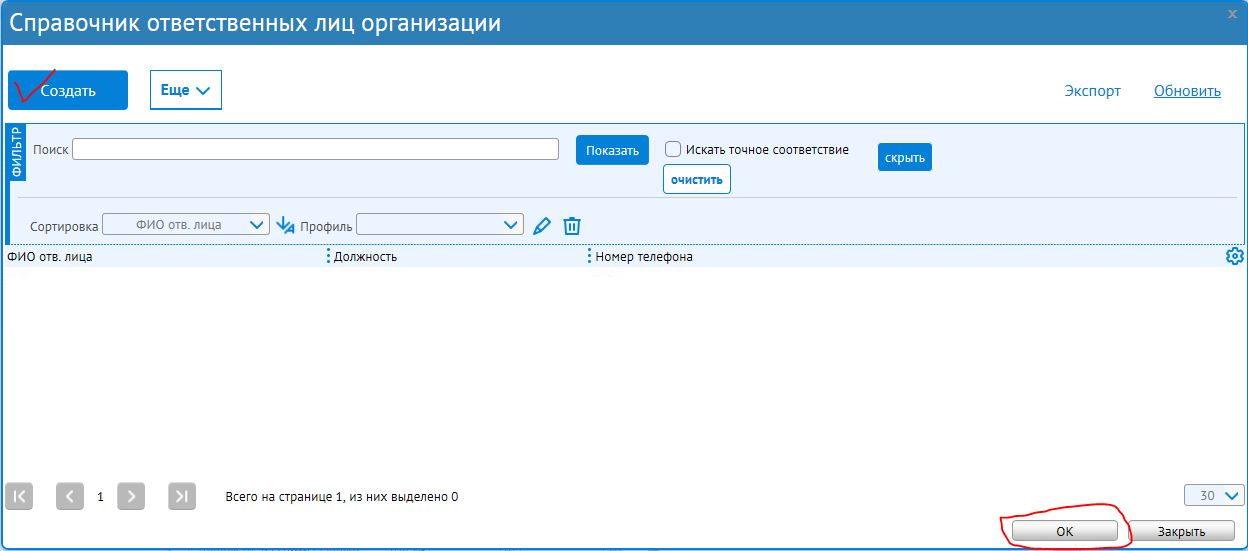 Справочник ответственных лиц организации
x
Создать
Еще
Экспорт
Обновить
ФИЛЬТР
Поиск
Показать
Искать точное соответствие
скрыть
очистить
Сортировка
ФИО отв. лица
Профиль
ФИО отв. лица
Должность
Номер телефона
1
Всего на странице 1, из них выделено 0
30
OK
Закрыть